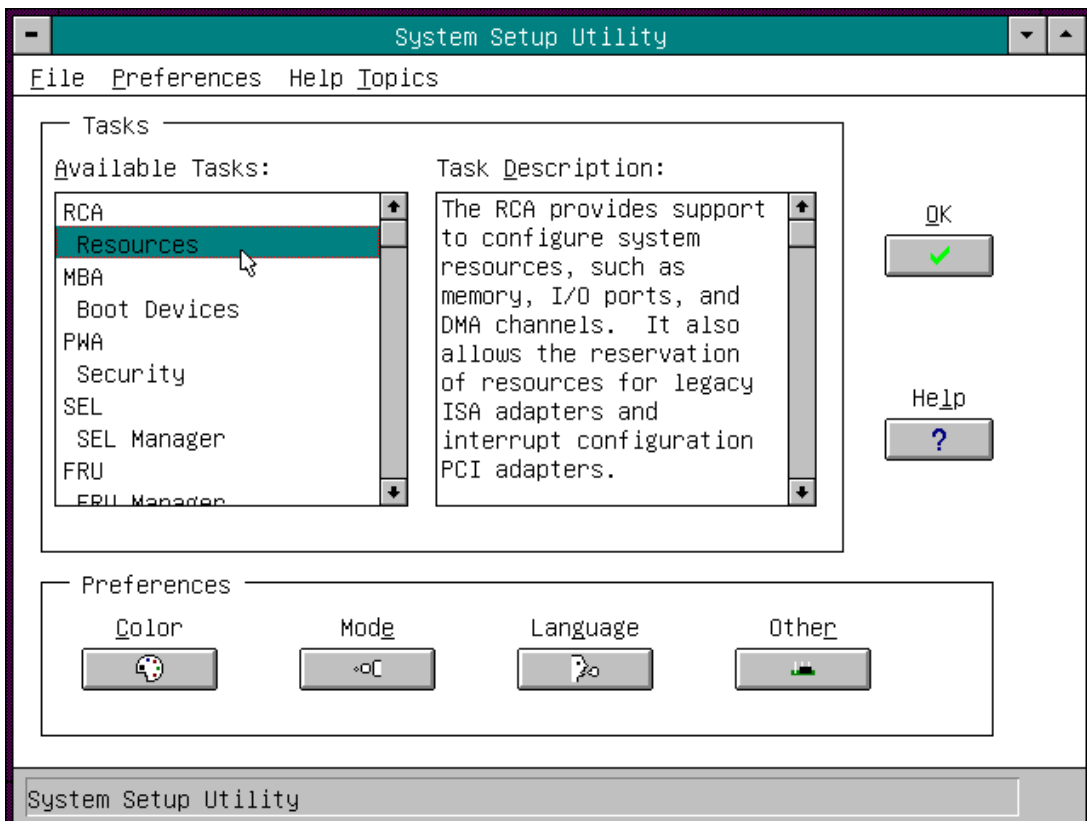 System Setup Utility
File Preferences Help Topics
Tasks
Available Tasks:
RCA
Resources
MBA
Boot Devices
PWA
Security
SEL
SEL Manager
FRU
FRU Manager
Task Description:
The RCA provides support
to configure system
resources, such as
memory, I/O ports, and
DMA channels. It also
allows the reservation
of resources for legacy
ISA adapters and
interrupt configuration
PCI adapters.
OK
Help
?
Preferences
Color Mode Language Other
System Setup Utility